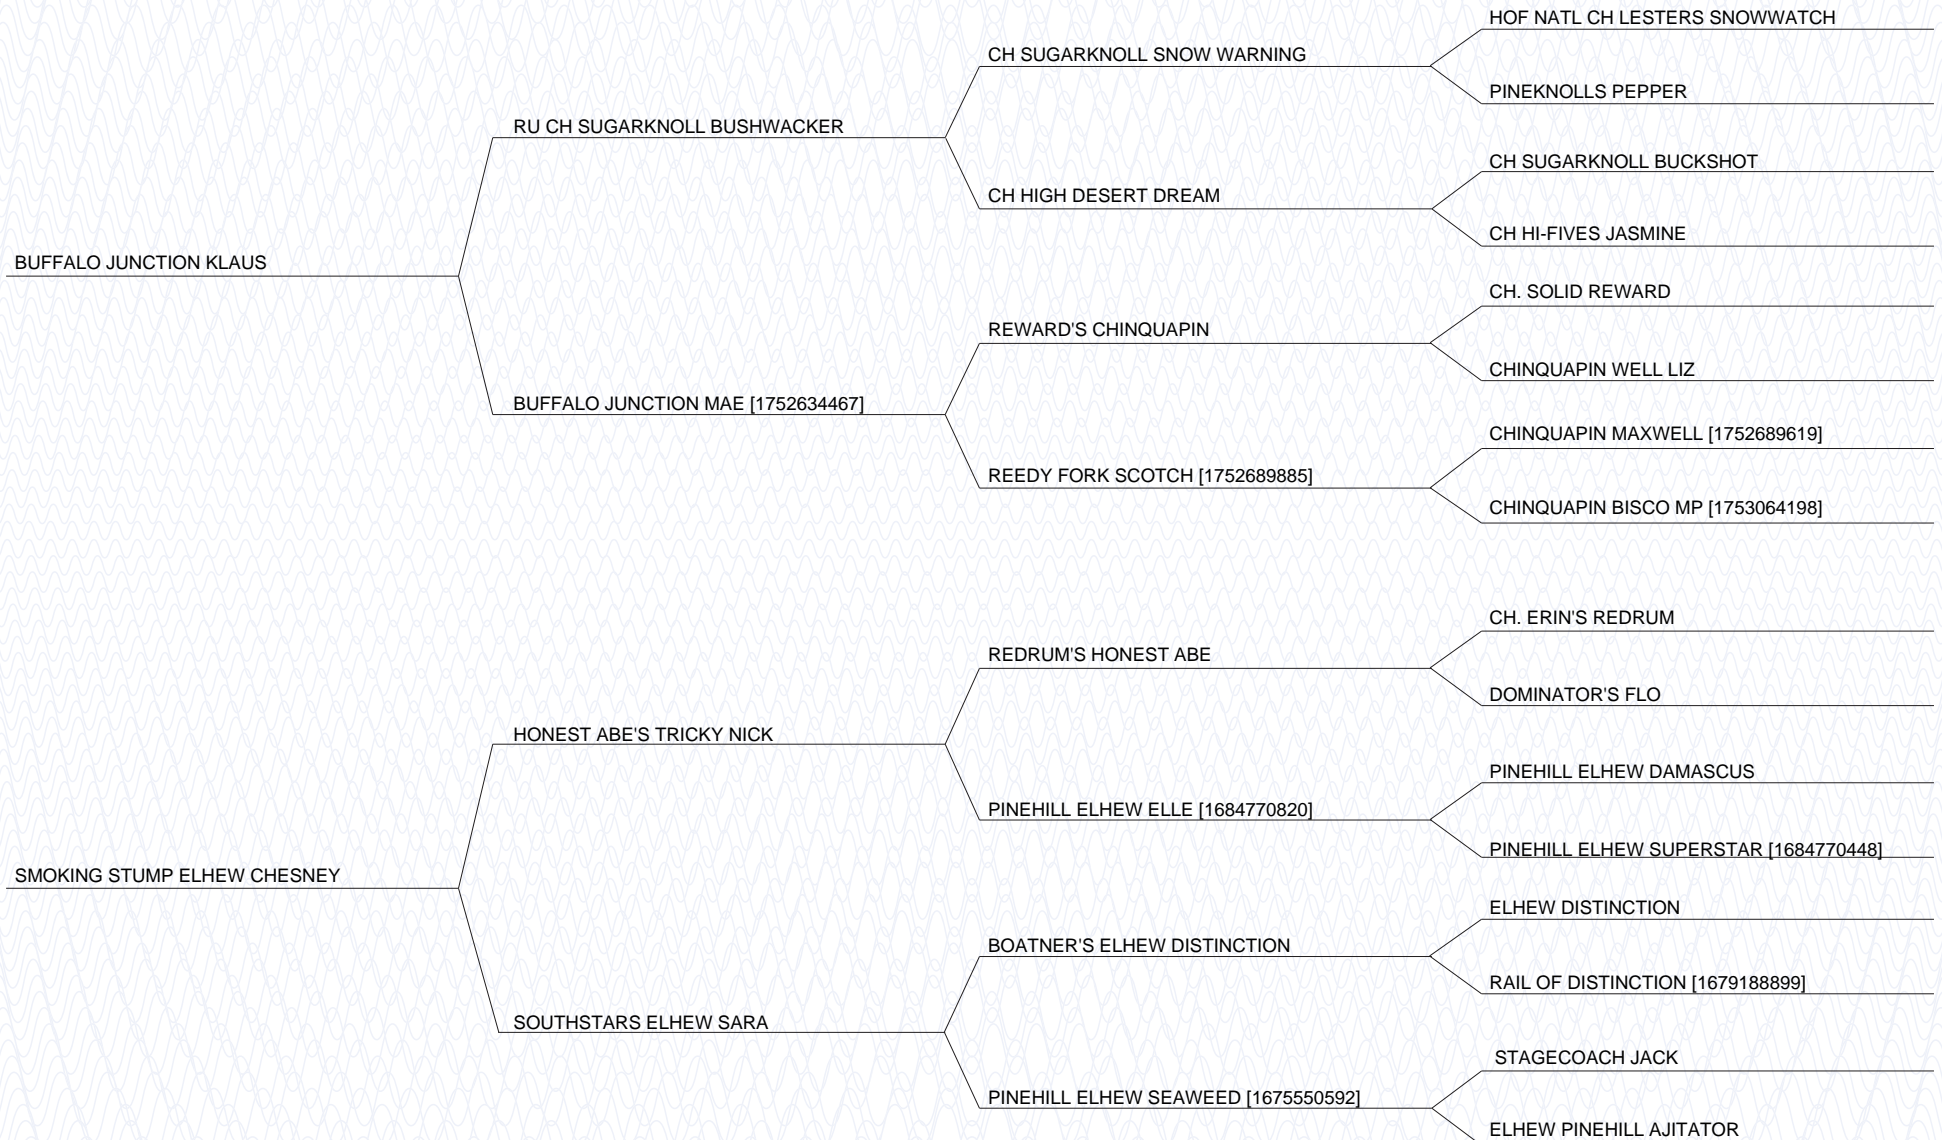 HOF NATL CH LESTERS SNOWWATCH
CH SUGARKNOLL SNOW WARNING
PINEKNOLLS PEPPER
RU CH SUGARKNOLL BUSHWACKER
CH SUGARKNOLL BUCKSHOT
CH HIGH DESERT DREAM
CH HI-FIVES JASMINE
BUFFALO JUNCTION KLAUS
CH. SOLID REWARD
REWARD'S CHINQUAPIN
CHINQUAPIN WELL LIZ
BUFFALO JUNCTION MAE [1752634467]
CHINQUAPIN MAXWELL [1752689619]
REEDY FORK SCOTCH [1752689885]
CHINQUAPIN BISCO MP [1753064198]
CH. ERIN'S REDRUM
REDRUM'S HONEST ABE
DOMINATOR'S FLO
HONEST ABE'S TRICKY NICK
PINEHILL ELHEW DAMASCUS
PINEHILL ELHEW ELLE [1684770820]
PINEHILL ELHEW SUPERSTAR [1684770448]
SMOKING STUMP ELHEW CHESNEY
ELHEW DISTINCTION
BOATNER'S ELHEW DISTINCTION
RAIL OF DISTINCTION [1679188899]
SOUTHSTARS ELHEW SARA
STAGECOACH JACK
PINEHILL ELHEW SEAWEED [1675550592]
ELHEW PINEHILL AJITATOR